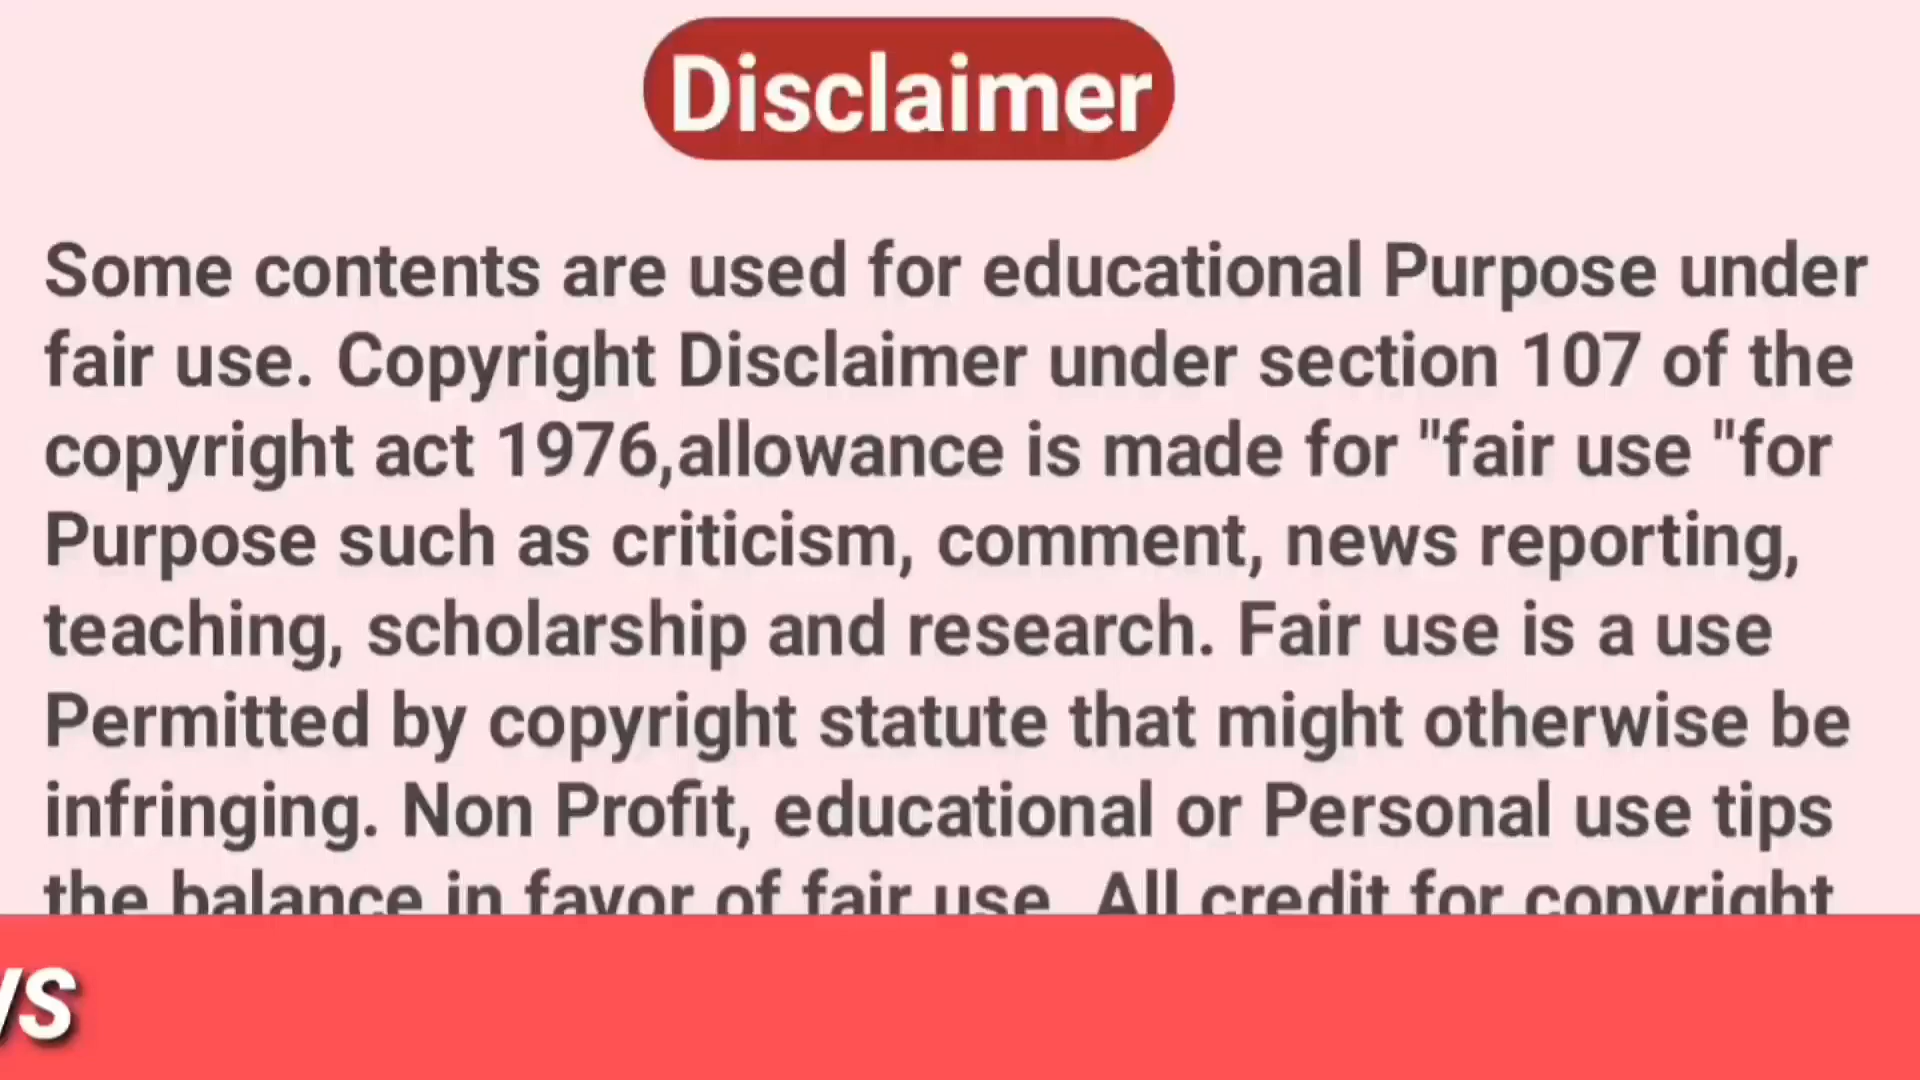 Disclaimer
Some contents are used for educational Purpose under
fair use. Copyright Disclaimer under section 107 of the
copyright act 1976,allowance is made for "fair use "for
Purpose such as criticism, comment, news reporting,
teaching, scholarship and research. Fair use is a use
Permitted by copyright statute that might otherwise be
infringing. Non Profit, educational or Personal use tips
the balance in favor of fair use. All credit for copyright